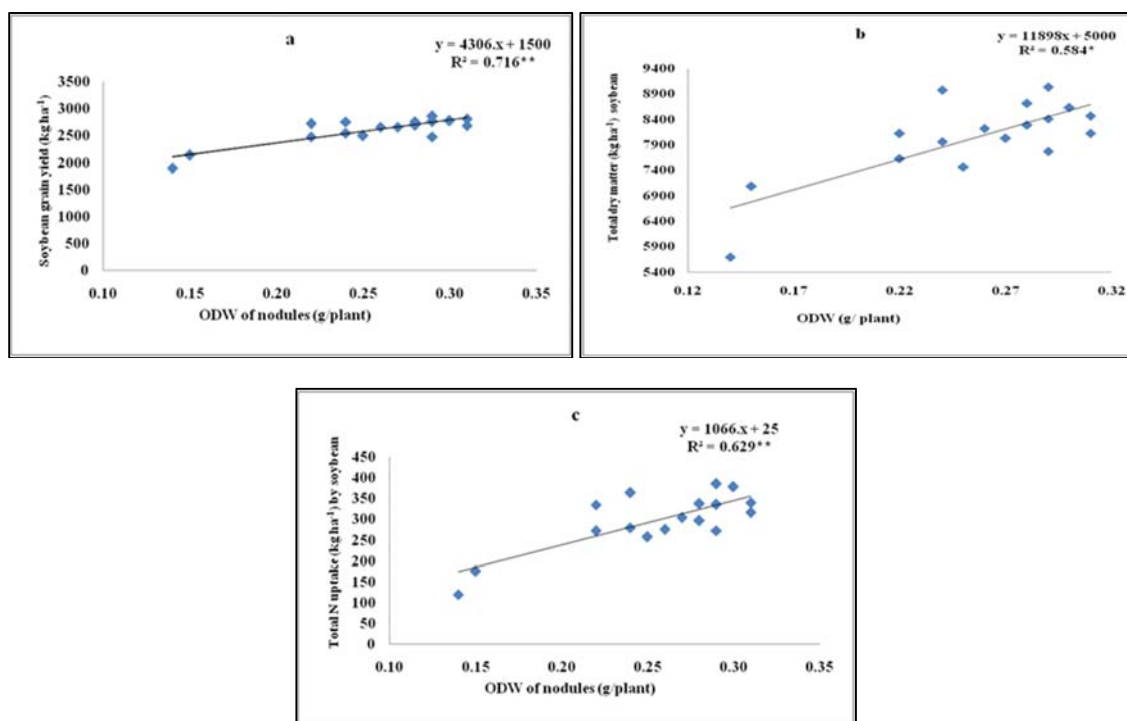 a
y = 4306.x + 1500
R² = 0.716**
Soybean grain yield (kg ha⁻¹)
3500
3000
2500
2000
1500
1000
500
0
0.10 0.15 0.20 0.25 0.30 0.35
ODW of nodules (g/plant)
b
y = 11898x + 5000
R² = 0.584*
Total dry matter (kg ha⁻¹) soybean
9400
8900
8400
7900
7400
6900
6400
5900
5400
0.12 0.17 0.22 0.27 0.32
ODW (g/ plant)
c
y = 1066.x + 25
R² = 0.629**
Total N uptake (kg ha⁻¹) by soybean
450
400
350
300
250
200
150
100
50
0
0.10 0.15 0.20 0.25 0.30 0.35
ODW of nodules (g/plant)